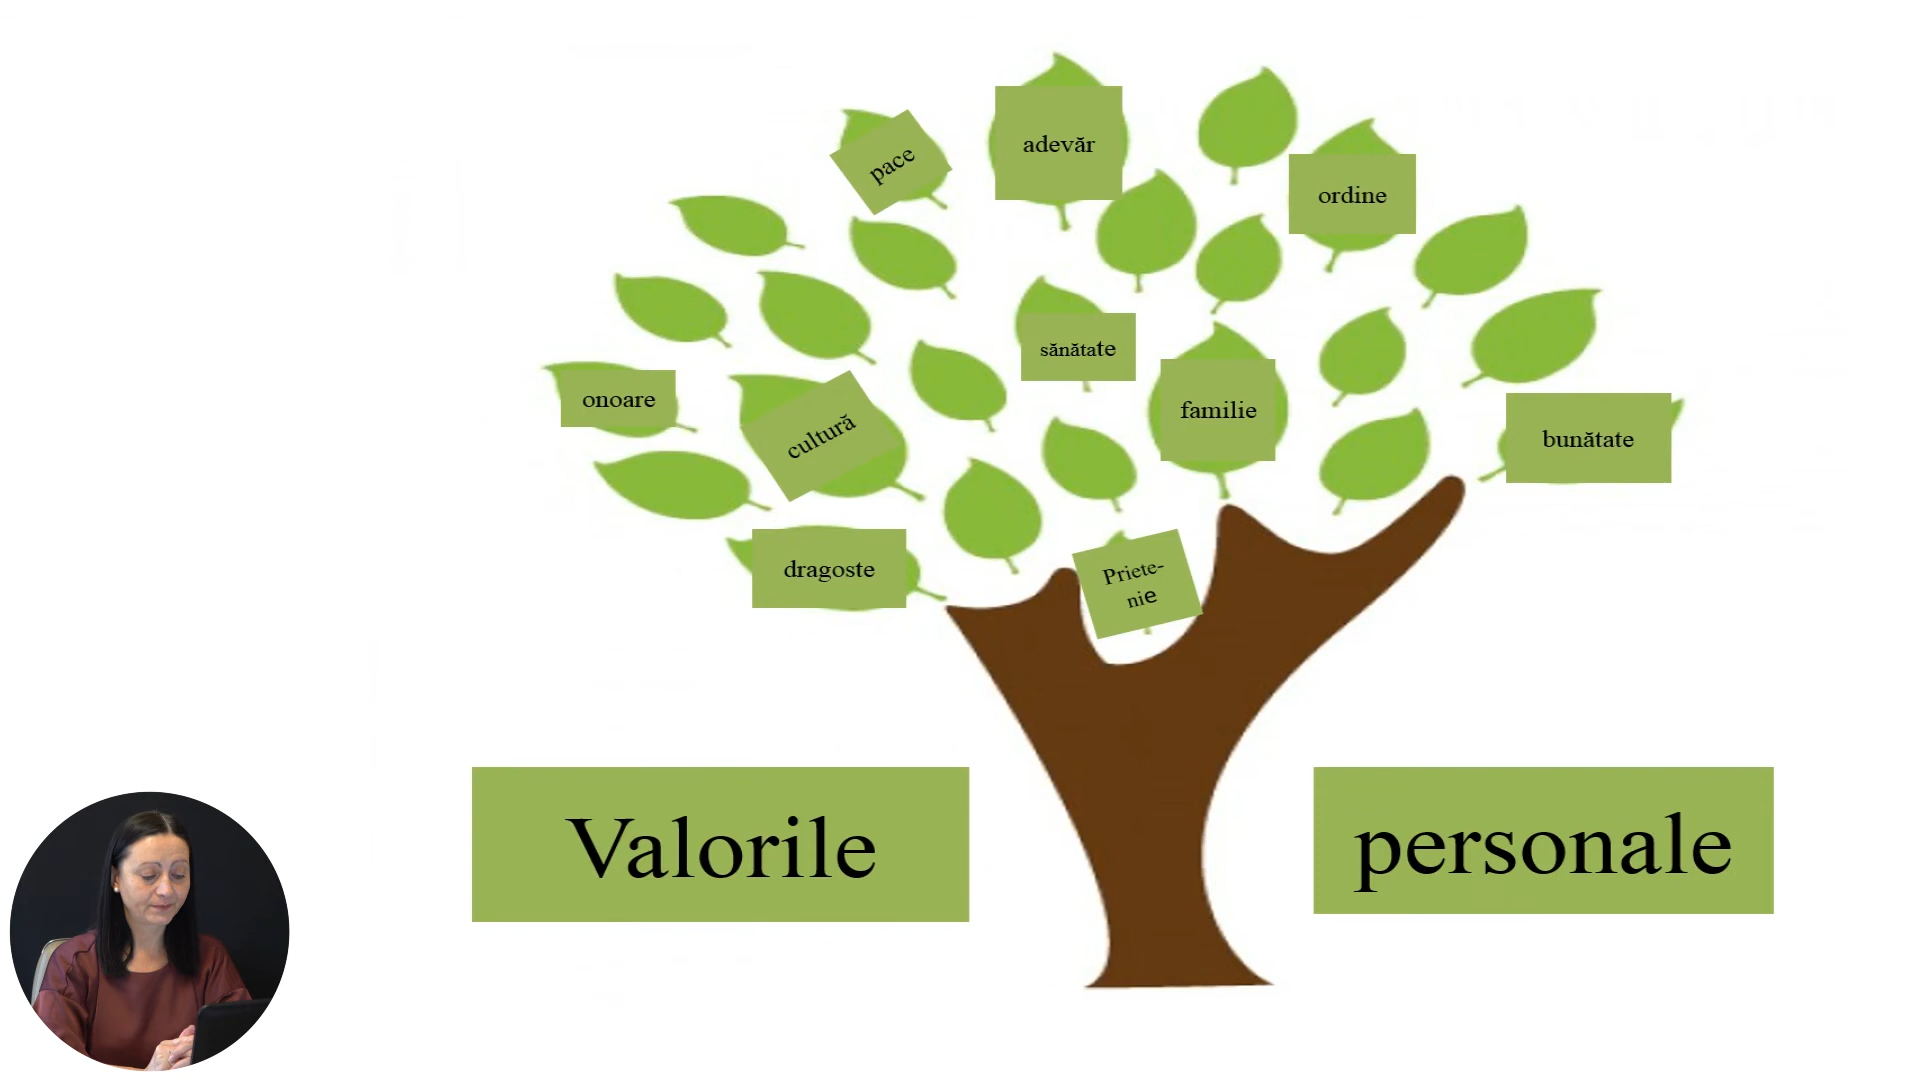 adevăr
pace
ordine
sănătate
onoare
cultură
familie
bunătate
dragoste
Priete-
nie
Valorile
personale